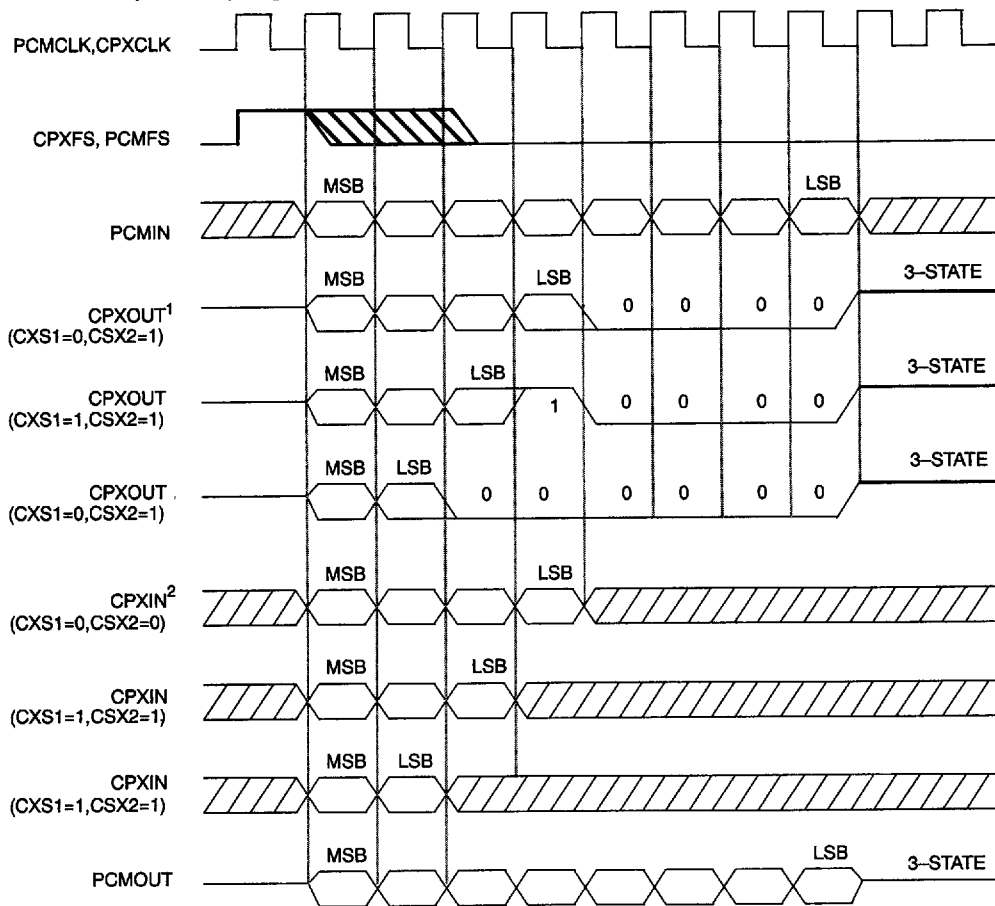 PCMCLK,CPXCLK
CPXFS, PCMFS
MSB LSB
PCMIN
3–STATE
MSB LSB
CPXOUT1 0 0 0 0
(CXS1=0,CSX2=1)
3–STATE
MSB LSB
CPXOUT 1 0 0 0 0
(CXS1=1,CSX2=1)
3–STATE
MSB LSB
CPXOUT 0 0 0 0 0 0
(CXS1=0,CSX2=1)
MSB LSB
CPXIN2
(CXS1=0,CSX2=0)
MSB LSB
CPXIN
(CXS1=1,CSX2=1)
MSB LSB
CPXIN
(CXS1=1,CSX2=1)
MSB LSB 3–STATE
PCMOUT